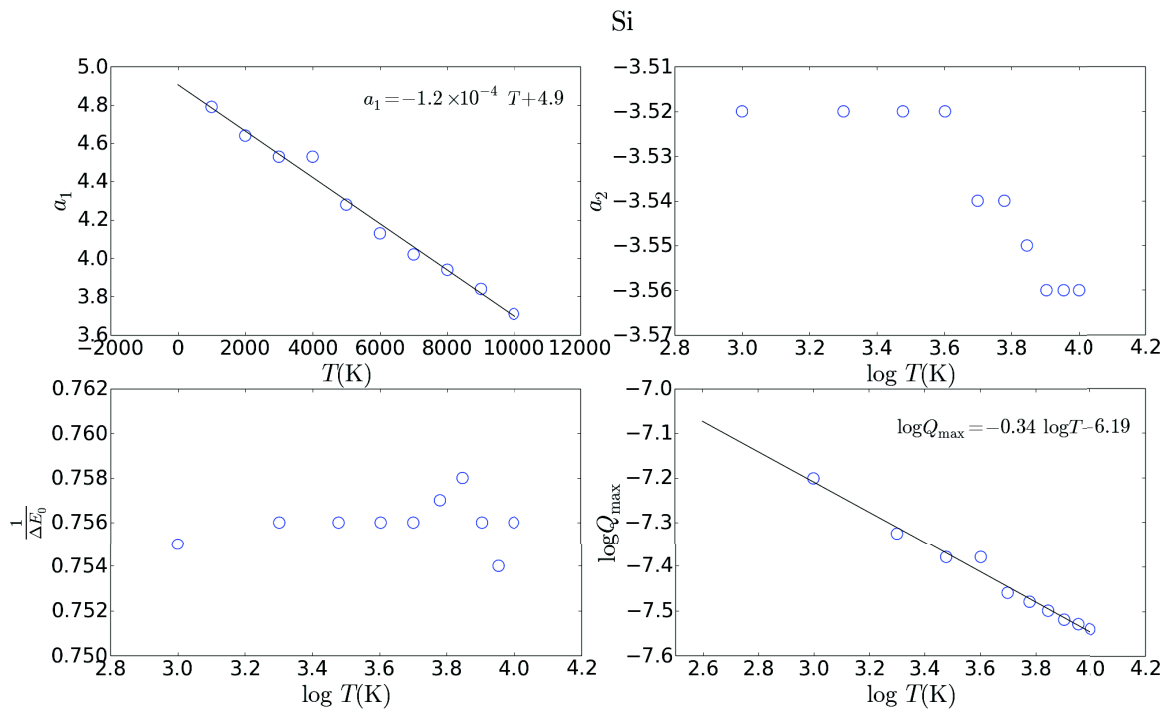 Si
5.0
4.8
4.6
4.4
4.2
4.0
3.8
3.6
a₁
a₁=−1.2×10⁻⁴ T+4.9
−2000 0 2000 4000 6000 8000 10000 12000
T(K)
−3.51
−3.52
−3.53
−3.54
−3.55
−3.56
−3.57
a₂
2.8 3.0 3.2 3.4 3.6 3.8 4.0 4.2
log T(K)
0.762
0.760
0.758
0.756
0.754
0.752
0.750
1/ΔE₀
2.8 3.0 3.2 3.4 3.6 3.8 4.0 4.2
log T(K)
−7.0
−7.1
−7.2
−7.3
−7.4
−7.5
−7.6
logQmax
logQmax=−0.34 logT−6.19
2.6 2.8 3.0 3.2 3.4 3.6 3.8 4.0 4.2
log T(K)